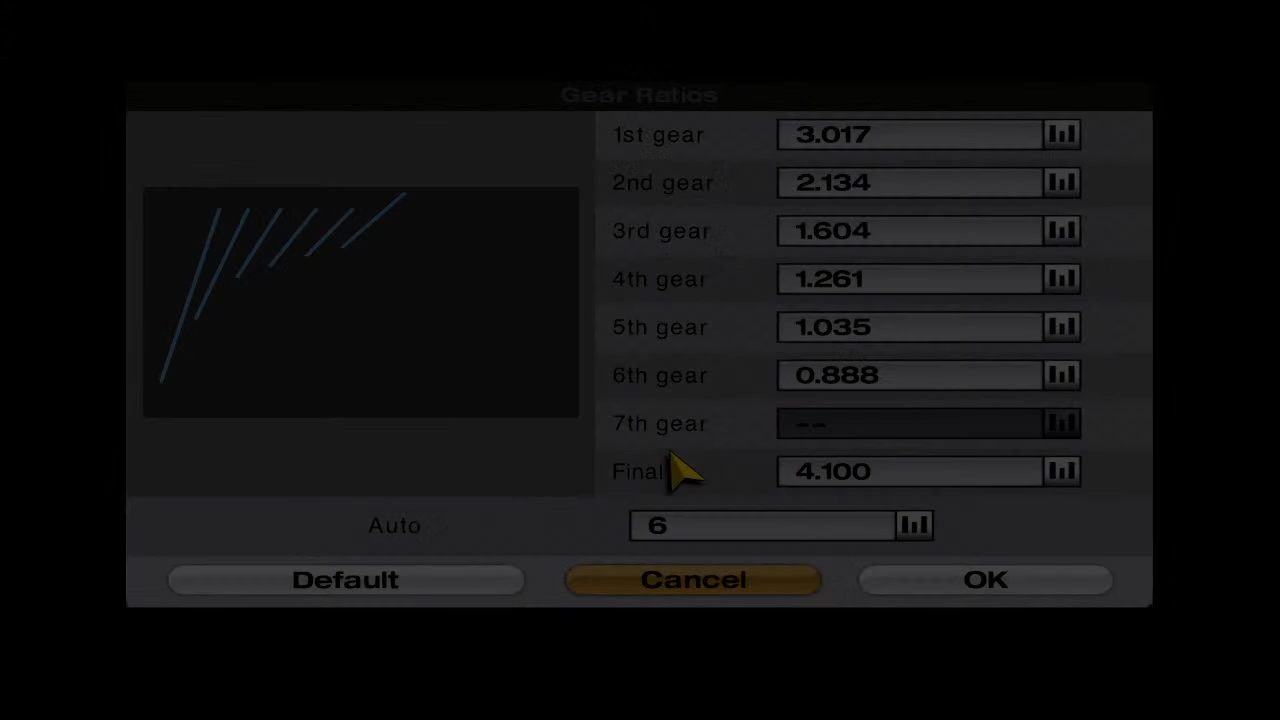 Gear Ratios
1st gear 3.017
2nd gear 2.134
3rd gear 1.604
4th gear 1.261
5th gear 1.035
6th gear 0.888
7th gear --
Final 4.100
Auto 6
Default Cancel OK